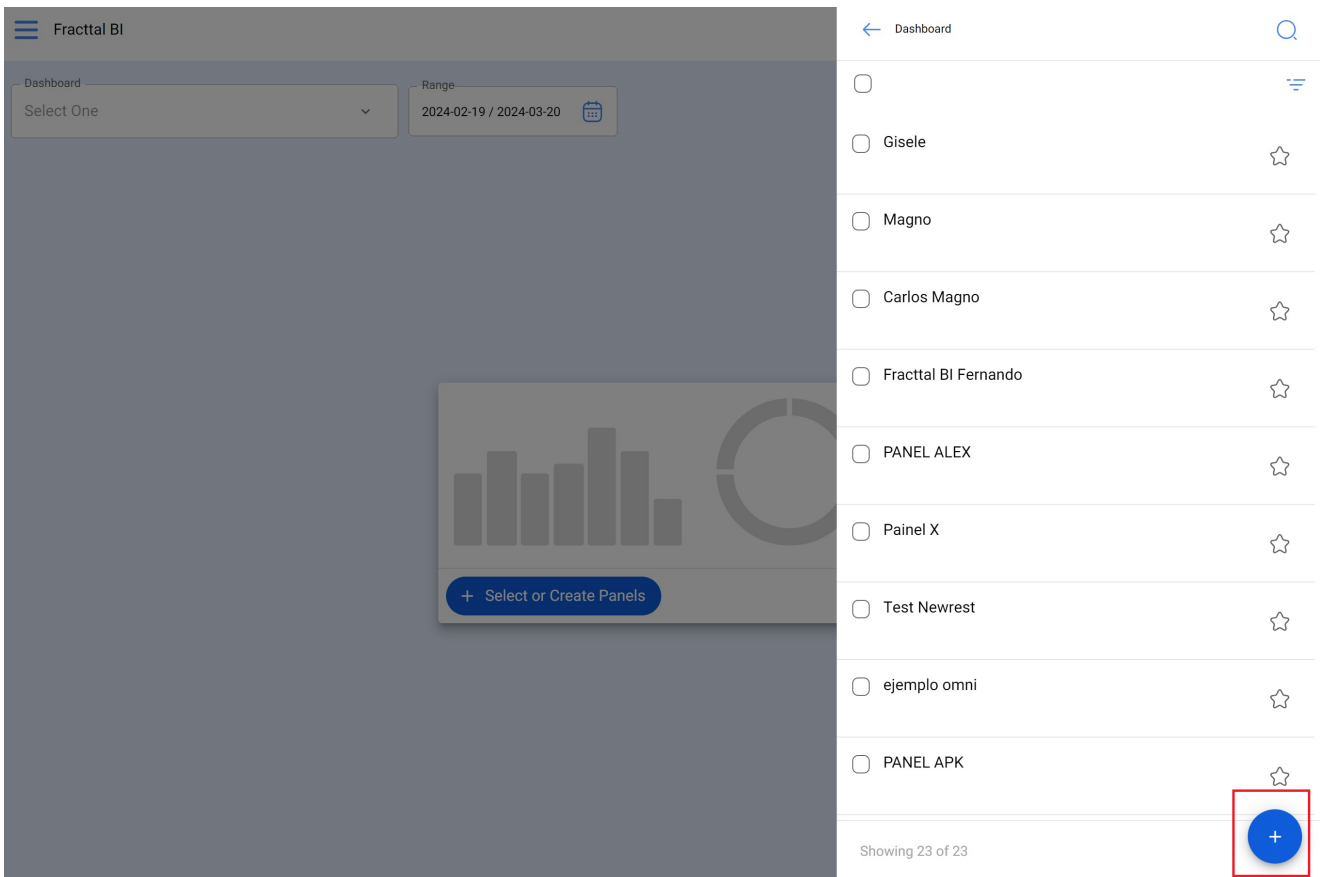 Fracttal BI
Dashboard
Select One
Range
2024-02-19 / 2024-03-20
+ Select or Create Panels
Dashboard
Gisele
Magno
Carlos Magno
Fracttal BI Fernando
PANEL ALEX
Painel X
Test Newrest
ejemplo omni
PANEL APK
Showing 23 of 23
+